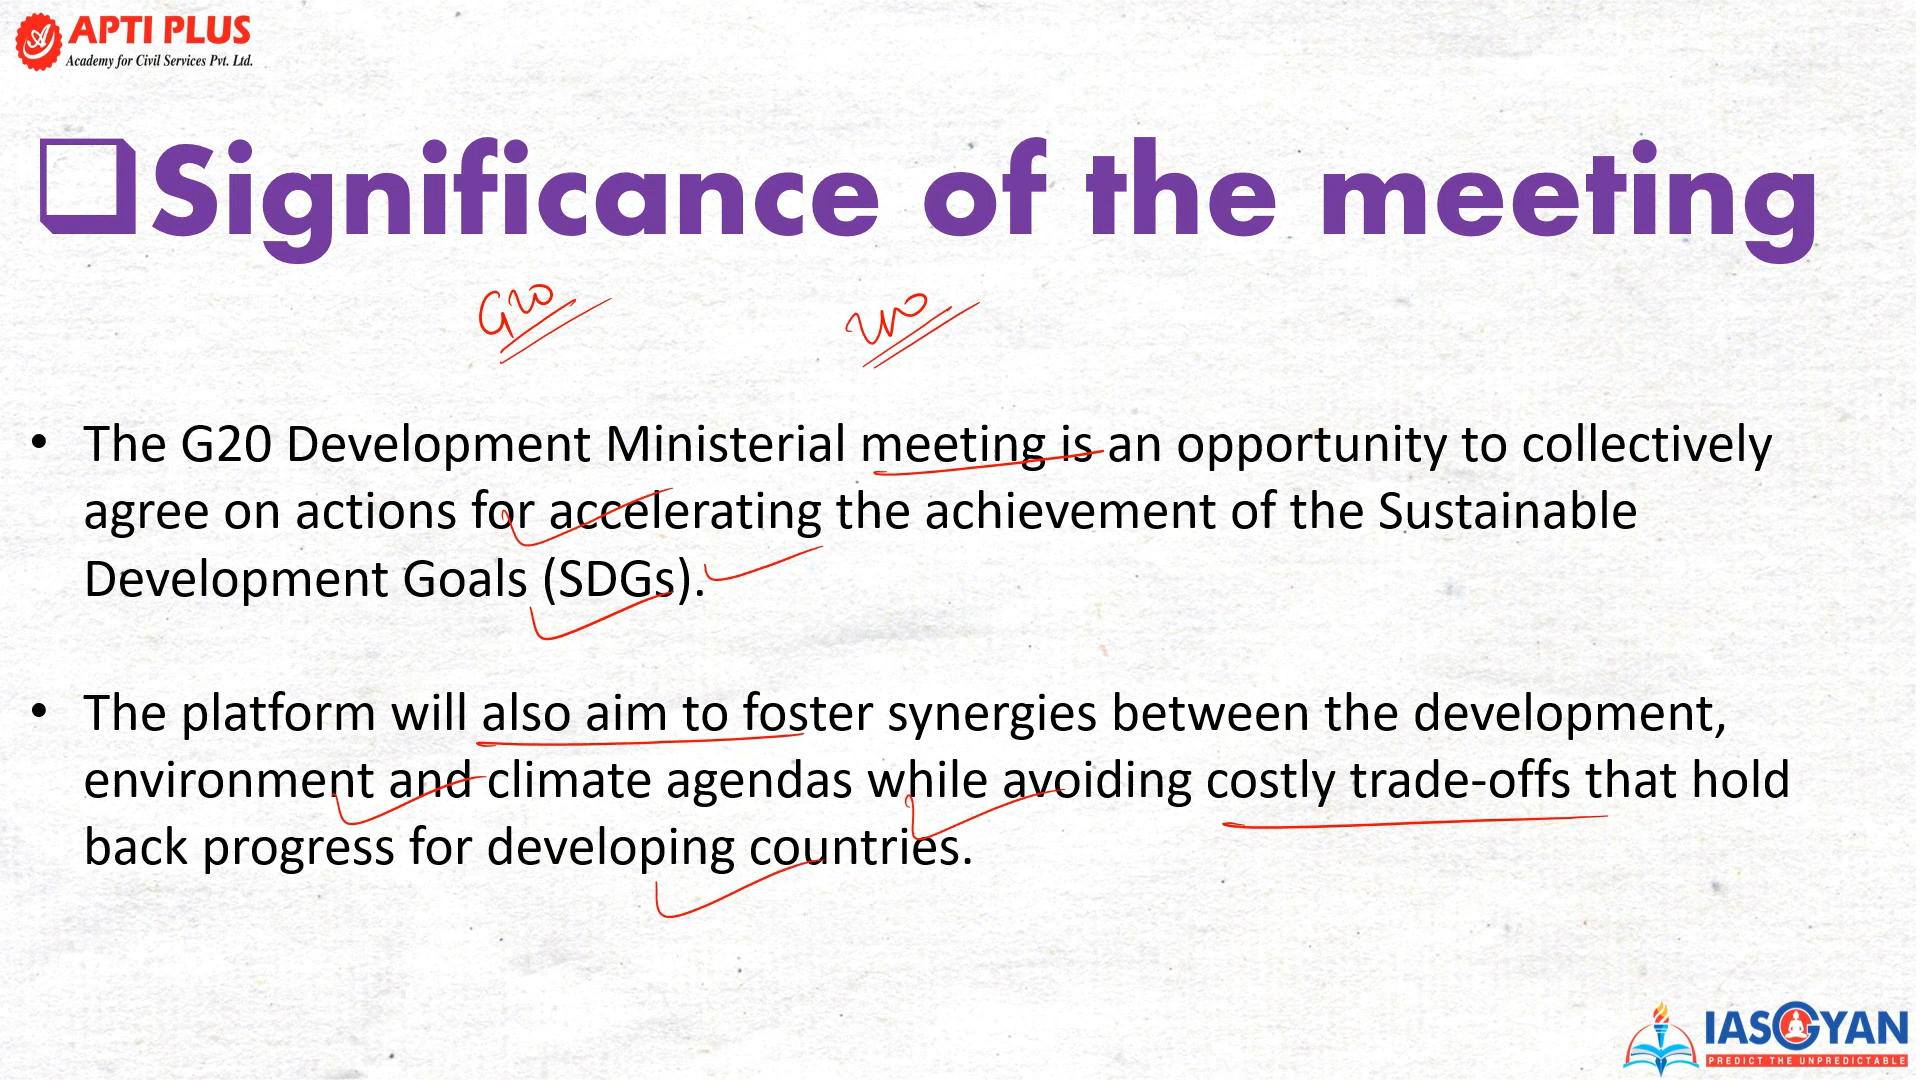 APTI PLUS
Academy for Civil Services Pvt. Ltd.
Significance of the meeting
G20
UNO
• The G20 Development Ministerial meeting is an opportunity to collectively
agree on actions for accelerating the achievement of the Sustainable
Development Goals (SDGs).
• The platform will also aim to foster synergies between the development,
environment and climate agendas while avoiding costly trade-offs that hold
back progress for developing countries.
IASGYAN
PREDICT THE UNPREDICTABLE